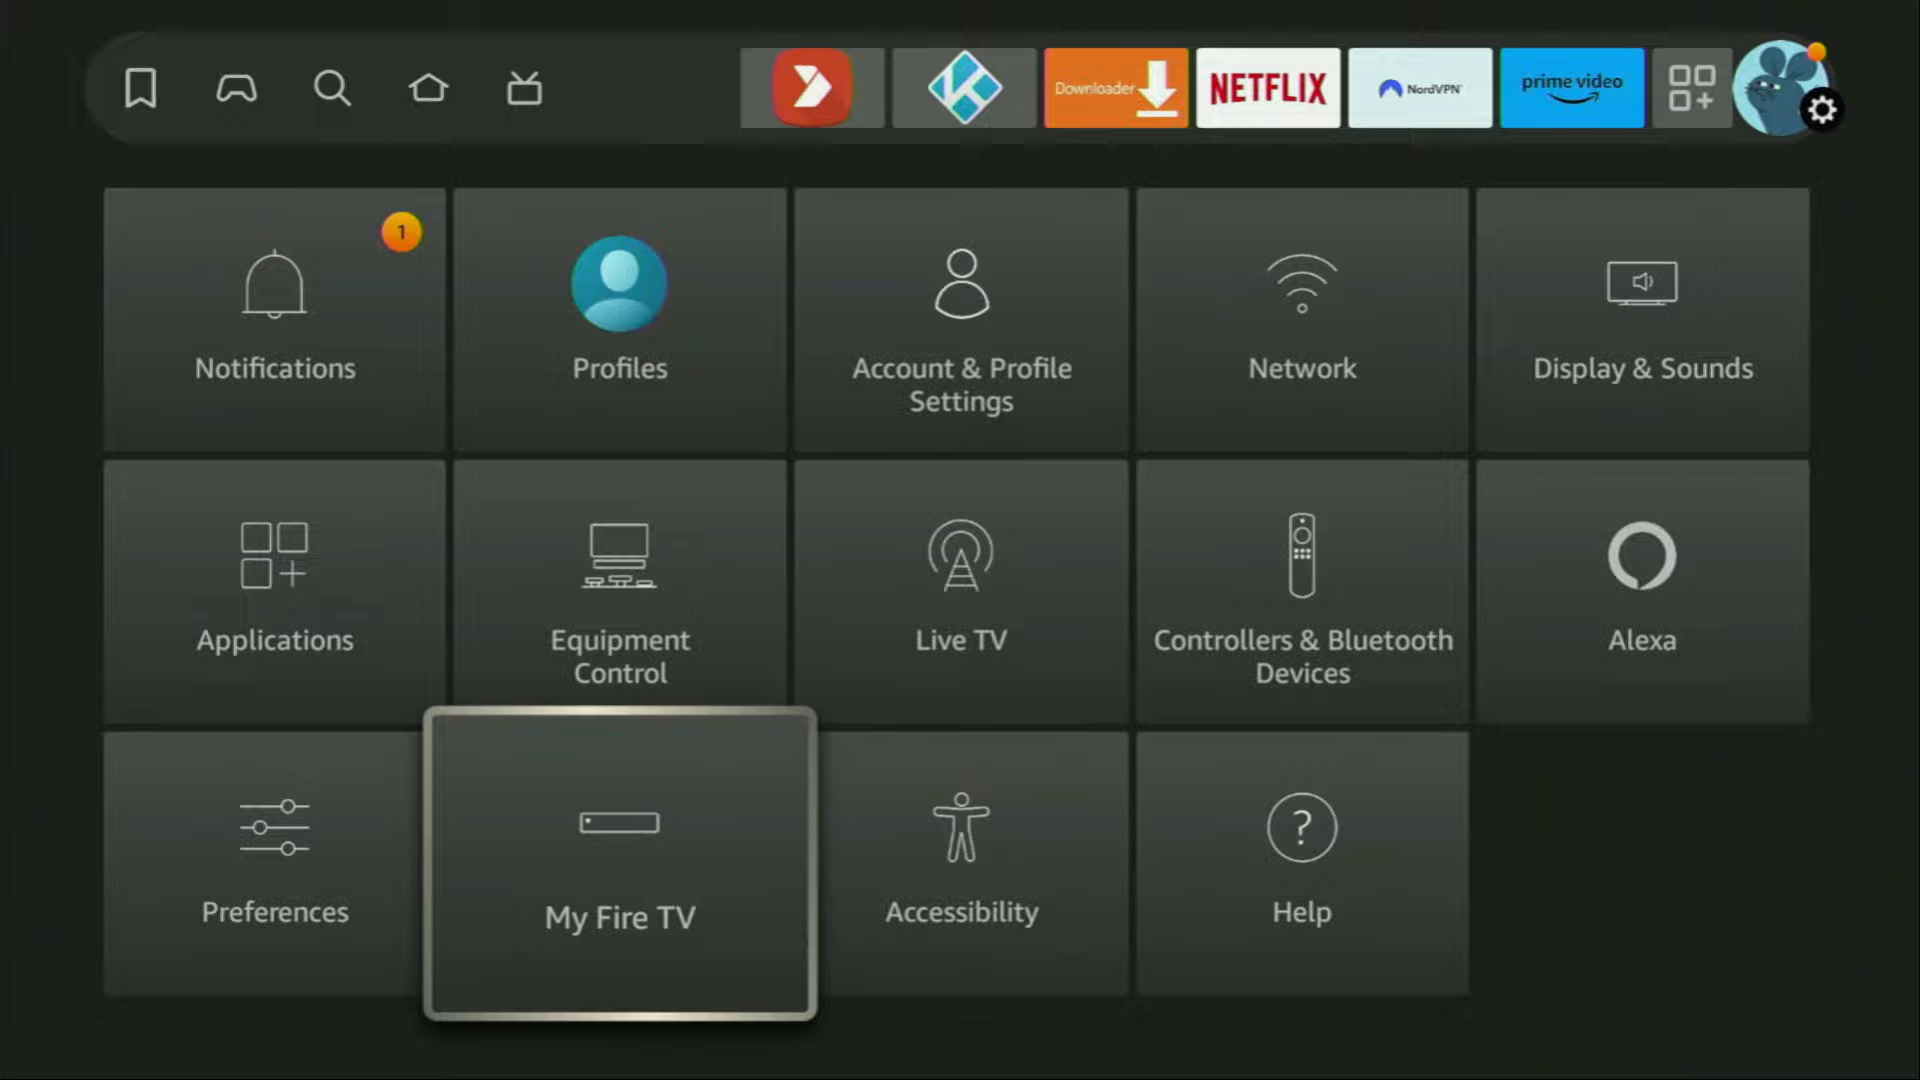 Downloader
NETFLIX
NordVPN
prime video
1
Notifications
Profiles
Account & Profile
Settings
Network
Display & Sounds
Applications
Equipment
Control
Live TV
Controllers & Bluetooth
Devices
Alexa
Preferences
My Fire TV
Accessibility
?
Help